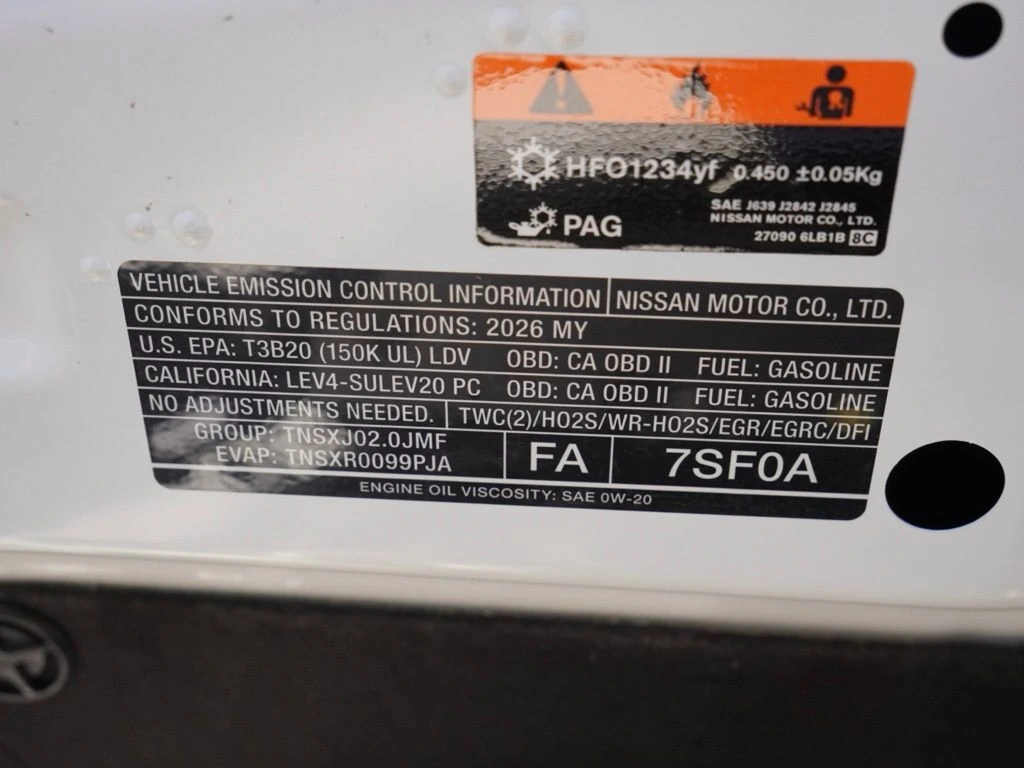 HFO1234yf 0.450 ±0.05Kg
PAG
SAE J639 J2842 J2845
NISSAN MOTOR CO., LTD.
27090 6LB1B 8C
VEHICLE EMISSION CONTROL INFORMATION NISSAN MOTOR CO., LTD.
CONFORMS TO REGULATIONS: 2026 MY
U.S. EPA: T3B20 (150K UL) LDV OBD: CA OBD II FUEL: GASOLINE
CALIFORNIA: LEV4-SULEV20 PC OBD: CA OBD II FUEL: GASOLINE
NO ADJUSTMENTS NEEDED. TWC(2)/HO2S/WR-HO2S/EGR/EGRC/DFI
GROUP: TNSXJ02.0JMF
EVAP: TNSXR0099PJA
FA 7SF0A
ENGINE OIL VISCOSITY: SAE 0W-20